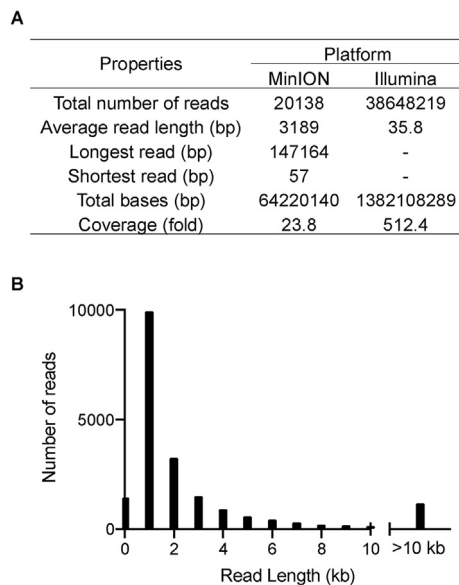 A
Properties Platform
MinION Illumina
Total number of reads 20138 38648219
Average read length (bp) 3189 35.8
Longest read (bp) 147164 -
Shortest read (bp) 57 -
Total bases (bp) 64220140 1382108289
Coverage (fold) 23.8 512.4
B
Number of reads
10000
5000
0
0 2 4 6 8 10 >10 kb
Read Length (kb)